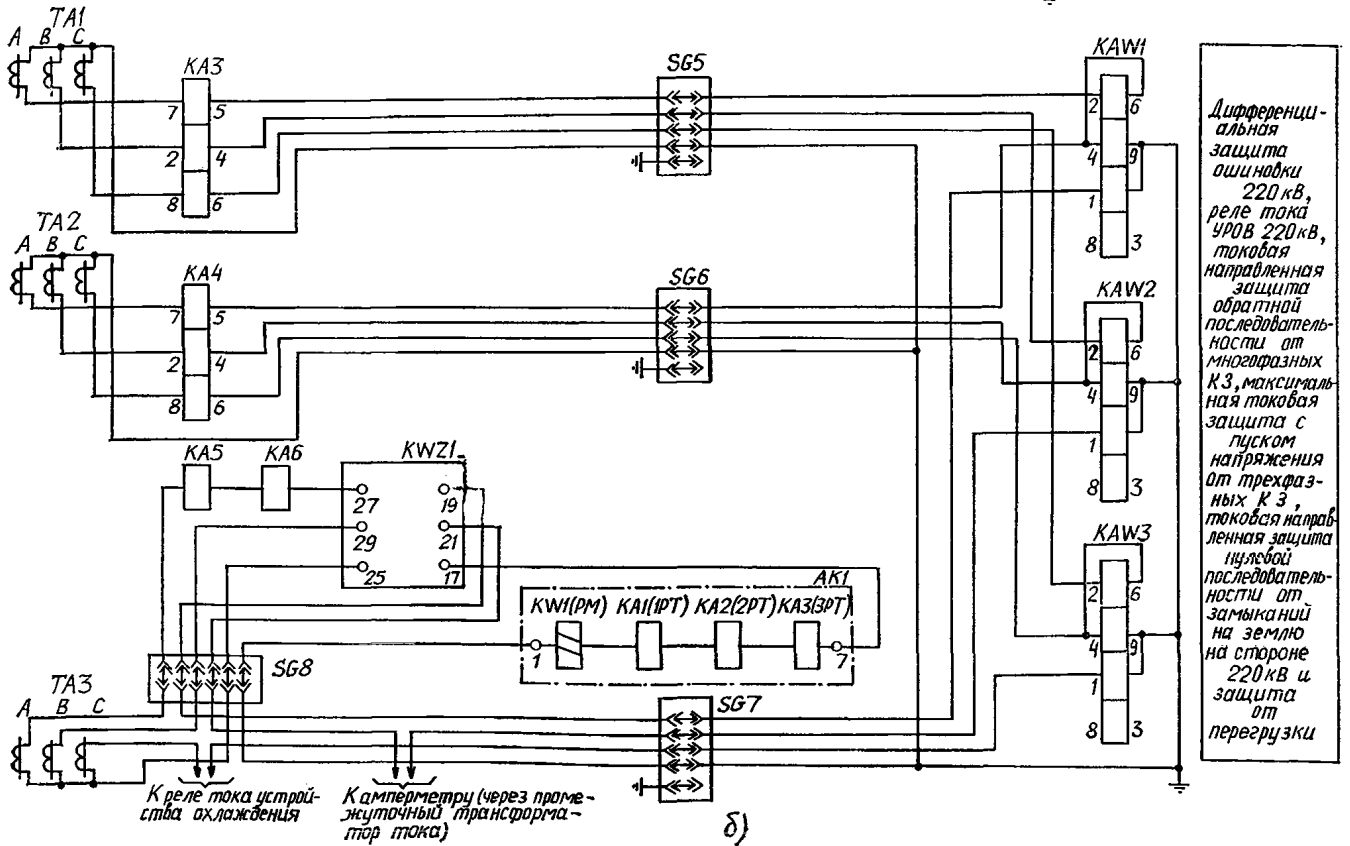 TA1
A B C
KA3
7 5
2 4
8 6
SG5
KAW1
2 6
4 9
1
8 3
TA2
A B C
KA4
7 5
2 4
8 6
SG6
KAW2
2 6
4 9
1
8 3
KA5 KA6 KWZ1
27 19
29 21
25 17
AK1
KW1(РМ) KA1(1РТ) KA2(2РТ) KA3(3РТ)
1 7
SG8
KAW3
2 6
4 9
1
8 3
TA3
A B C
SG7
К реле тока устрой-
ства охлаждения
К амперметру (через проме-
жуточный трансформа-
тор тока)
б)
Дифференци-
альная
защита
ошиновки
220 кВ,
реле тока
УРОВ 220 кВ,
токовая
направленная
защита
обратной
последователь-
ности от
многофазных
КЗ, максималь-
ная токовая
защита с
пуском
напряжения
от трехфаз-
ных КЗ,
токовая направ-
ленная защита
нулевой
последователь-
ности от
замыканий
на землю
на стороне
220 кВ и
защита
от
перегрузки